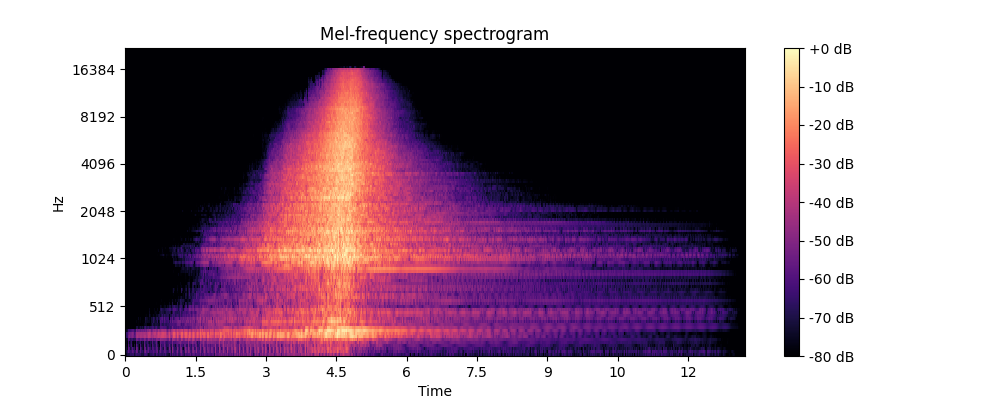 Mel-frequency spectrogram
Hz
16384
8192
4096
2048
1024
512
0
0 1.5 3 4.5 6 7.5 9 10 12
Time
+0 dB
-10 dB
-20 dB
-30 dB
-40 dB
-50 dB
-60 dB
-70 dB
-80 dB